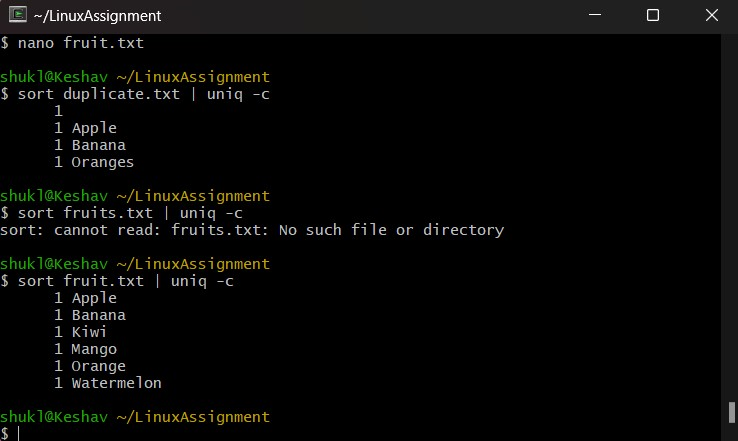 ~/LinuxAssignment
$ nano fruit.txt
shukl@Keshav ~/LinuxAssignment
$ sort duplicate.txt | uniq -c
1
1 Apple
1 Banana
1 Oranges
shukl@Keshav ~/LinuxAssignment
$ sort fruits.txt | uniq -c
sort: cannot read: fruits.txt: No such file or directory
shukl@Keshav ~/LinuxAssignment
$ sort fruit.txt | uniq -c
1 Apple
1 Banana
1 Kiwi
1 Mango
1 Orange
1 Watermelon
shukl@Keshav ~/LinuxAssignment
$